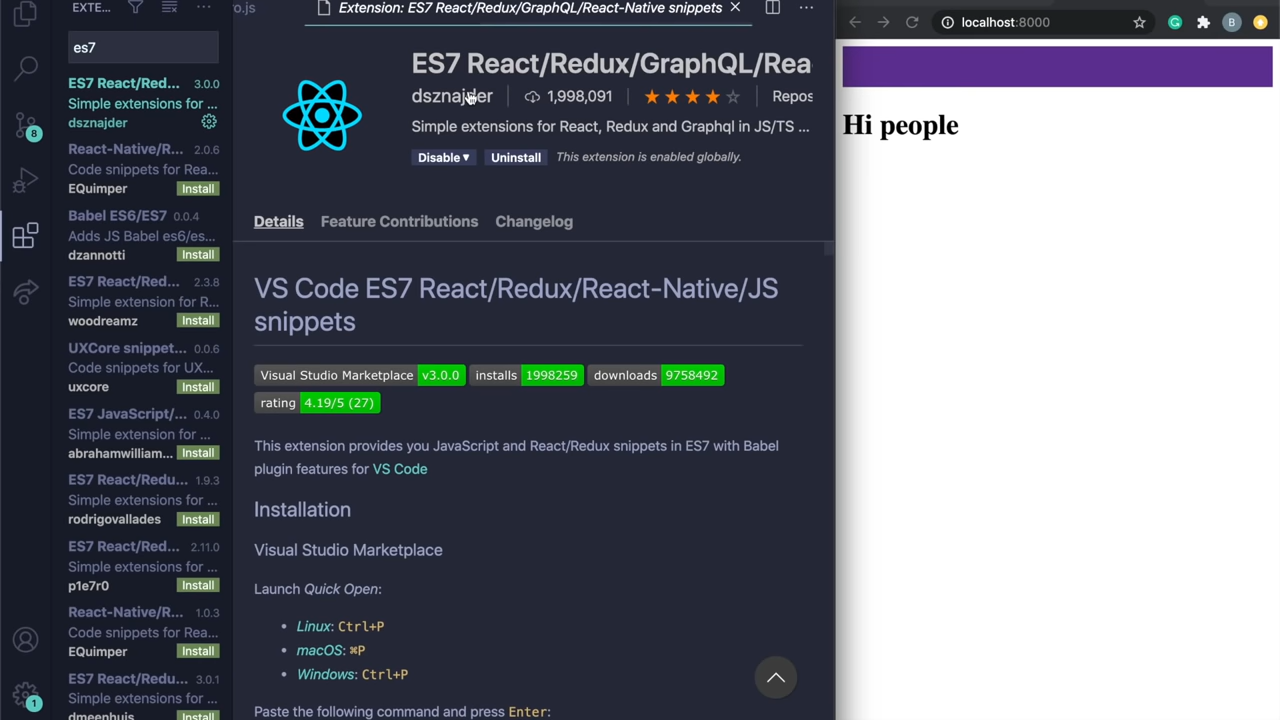 EXTE...
ro.js
Extension: ES7 React/Redux/GraphQL/React-Native snippets
localhost:8000
B
es7
ES7 React/Red... 3.0.0
Simple extensions for ...
dsznajder
React-Native/R... 2.0.6
Code snippets for Rea...
EQuimper Install
Babel ES6/ES7 0.0.4
Adds JS Babel es6/es...
dzannotti Install
ES7 React/Red... 2.3.8
Simple extension for R...
woodreamz Install
UXCore snippet... 0.0.6
Code snippets for UX...
uxcore Install
ES7 JavaScript/... 0.4.0
Simple extension for ...
abrahamwilliam... Install
ES7 React/Redu... 1.9.3
Simple extensions for ...
rodrigovallades Install
ES7 React/Red... 2.11.0
Simple extensions for ...
p1e7r0 Install
React-Native/R... 1.0.3
Code snippets for Rea...
EQuimper Install
ES7 React/Redu... 3.0.1
Simple extensions for ...
dmeenhuis Install
8
1
ES7 React/Redux/GraphQL/Rea
dsznajder 1,998,091 Repos
Simple extensions for React, Redux and Graphql in JS/TS ...
Disable Uninstall This extension is enabled globally.
Details Feature Contributions Changelog
VS Code ES7 React/Redux/React-Native/JS
snippets
Visual Studio Marketplace v3.0.0 installs 1998259 downloads 9758492
rating 4.19/5 (27)
This extension provides you JavaScript and React/Redux snippets in ES7 with Babel
plugin features for VS Code
Installation
Visual Studio Marketplace
Launch Quick Open:
Linux: Ctrl+P
macOS: ⌘P
Windows: Ctrl+P
Paste the following command and press Enter:
Hi people